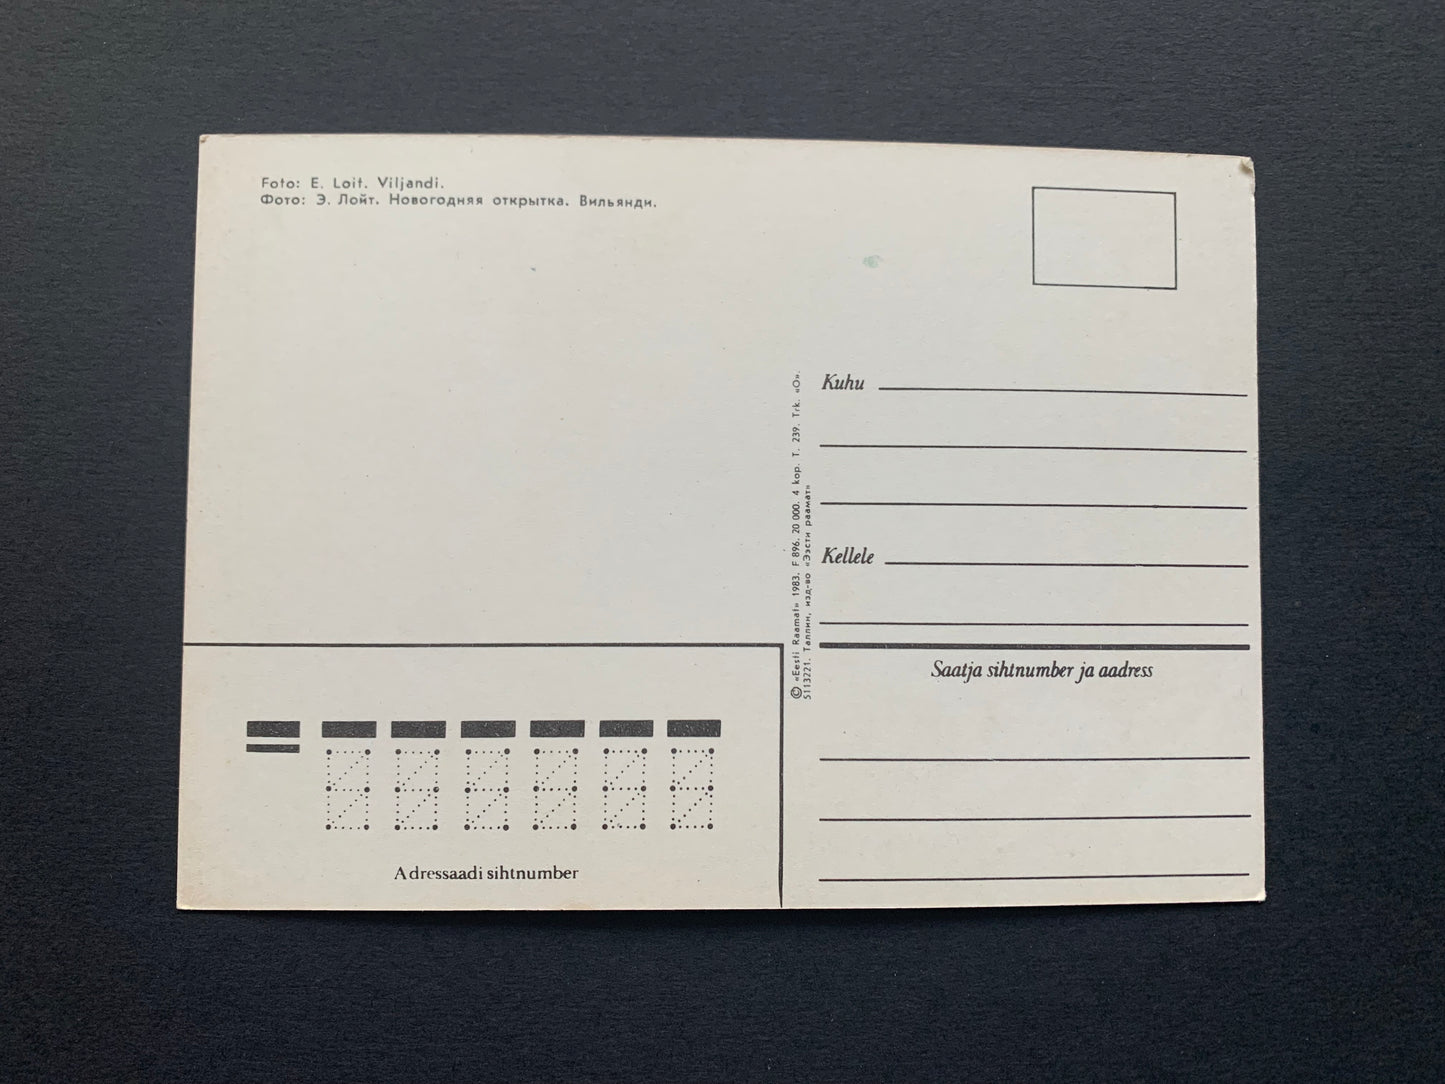 Foto: E. Loit. Viljandi.
Фото: Э. Лойт. Новогодняя открытка. Вильянди.
© «Eesti Raamat» 1983. F 896. 20 000. 4 kop. T. 239. Trk. «O».
5113221. Таллин, изд-во «Ээсти раамат»
Kuhu
Kellele
Saatja sihtnumber ja aadress
Adressaadi sihtnumber